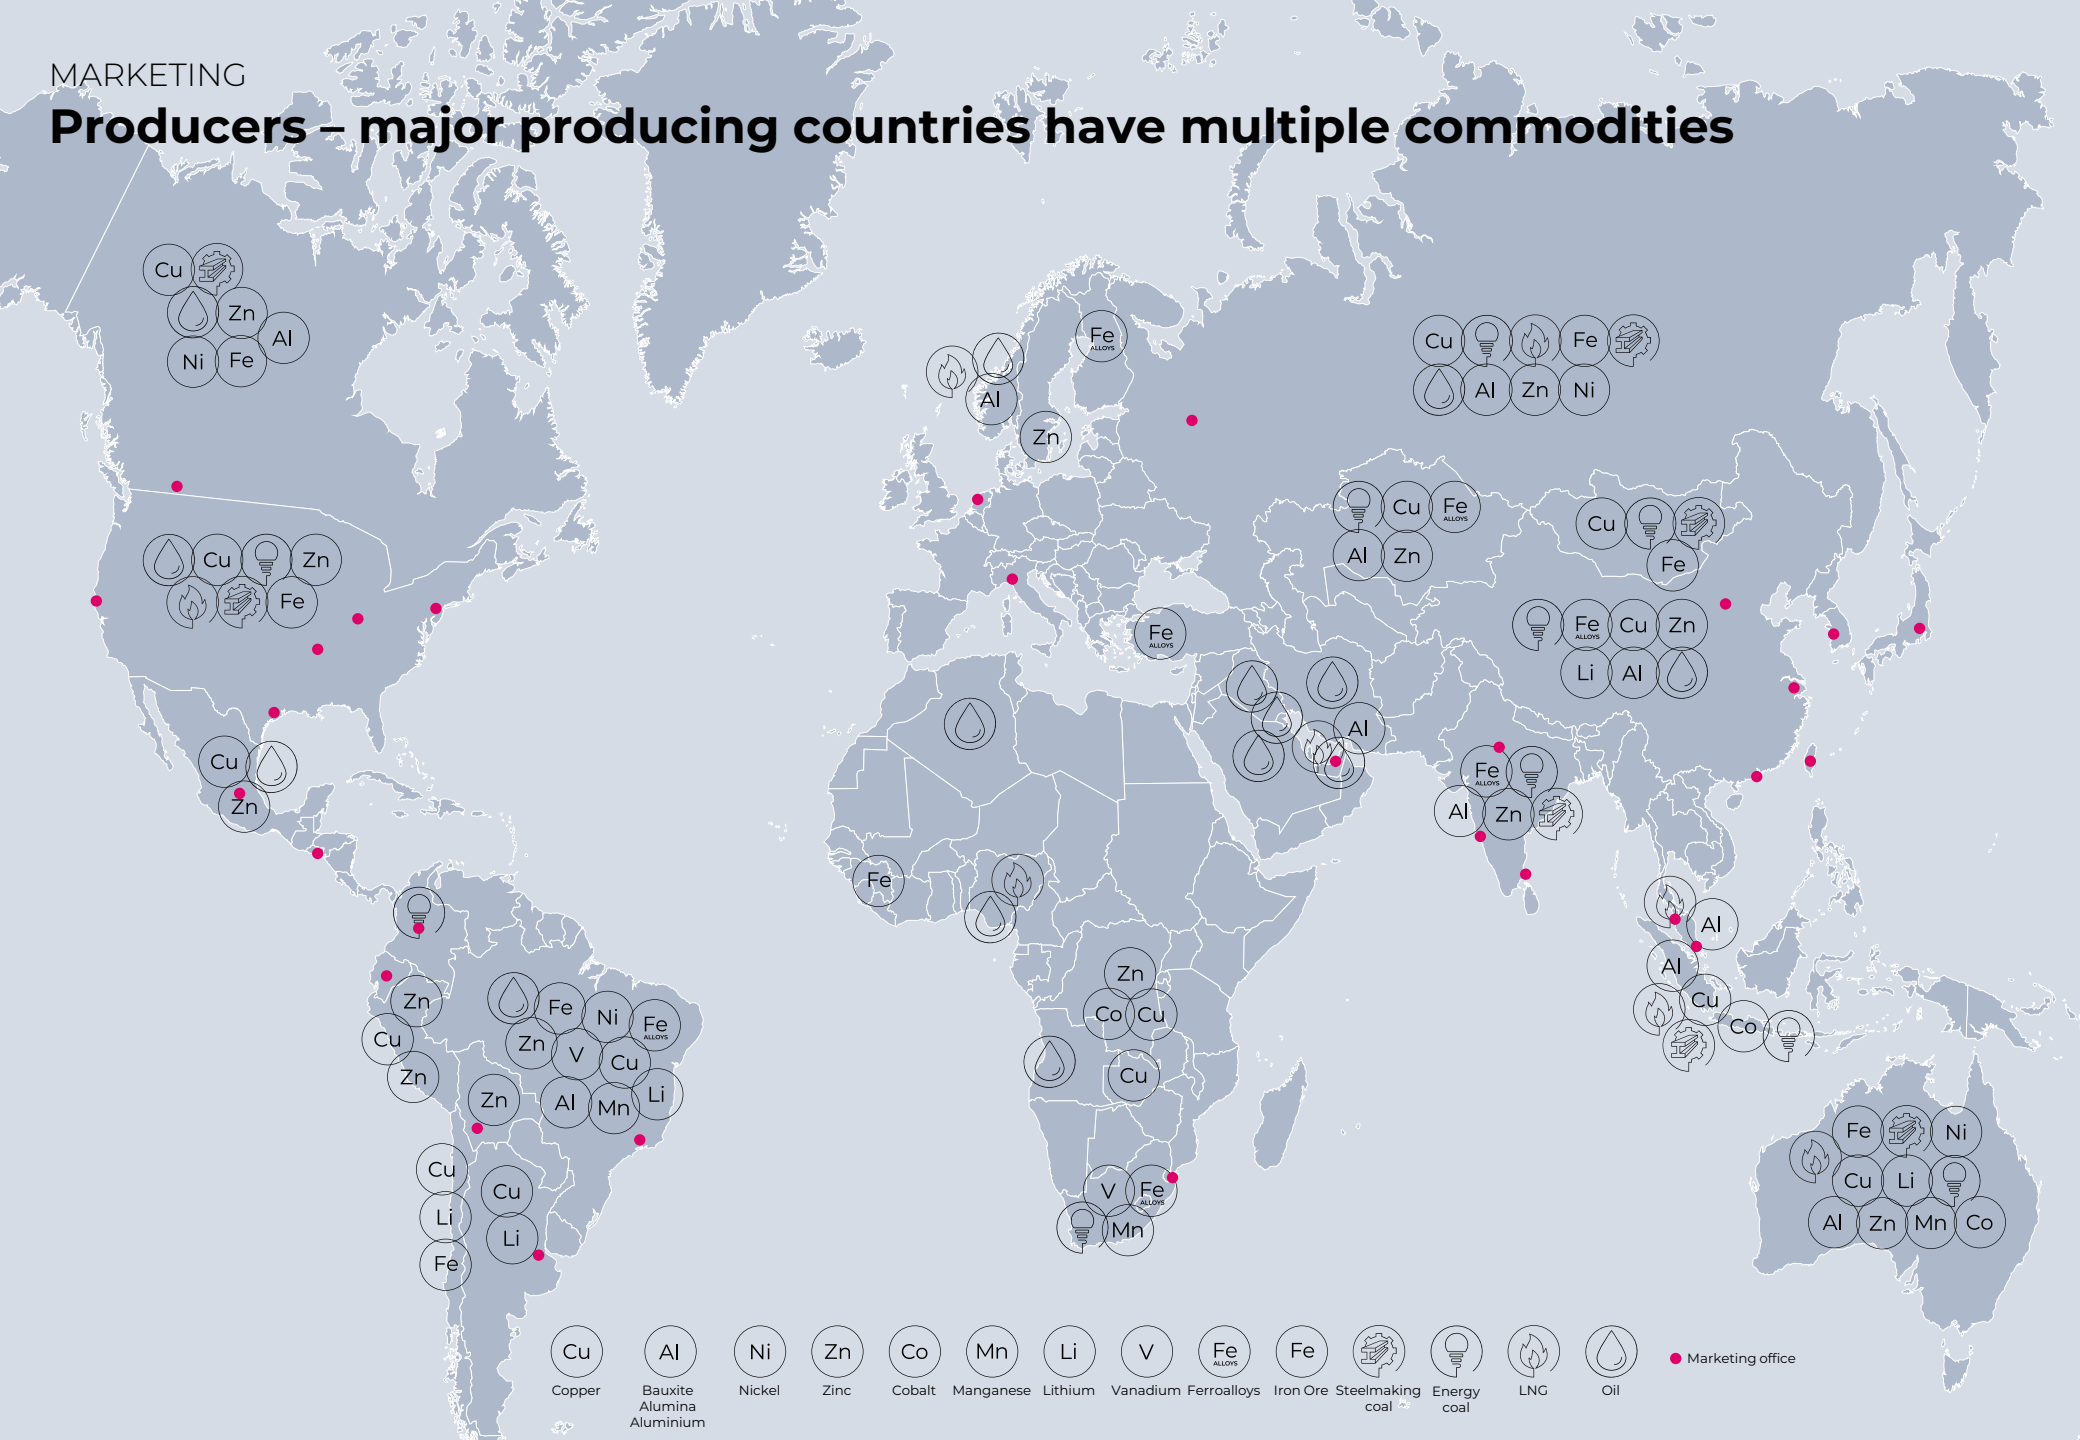 MARKETING
Producers – major producing countries have multiple commodities
Cu
Zn
Al
Ni Fe
Cu Zn
Fe
Cu
Zn
Zn
Cu
Zn
Fe Ni Fe ALLOYS
Zn V Cu
Al Mn Li
Zn
Cu
Li
Fe
Cu
Li
Fe ALLOYS
Al
Zn
Fe ALLOYS
Al
Fe
Zn
Co Cu
Cu
V Fe ALLOYS
Mn
Cu Fe
Al Zn Ni
Cu Fe ALLOYS
Al Zn
Cu
Fe
Fe ALLOYS Cu Zn
Li Al
Fe ALLOYS
Al Zn
Al
Al
Cu
Co
Fe Ni
Cu Li
Al Zn Mn Co
Cu Al Ni Zn Co Mn Li V Fe ALLOYS Fe
Marketing office
Copper Bauxite Nickel Zinc Cobalt Manganese Lithium Vanadium Ferroalloys Iron Ore Steelmaking Energy LNG Oil
Alumina coal coal
Aluminium